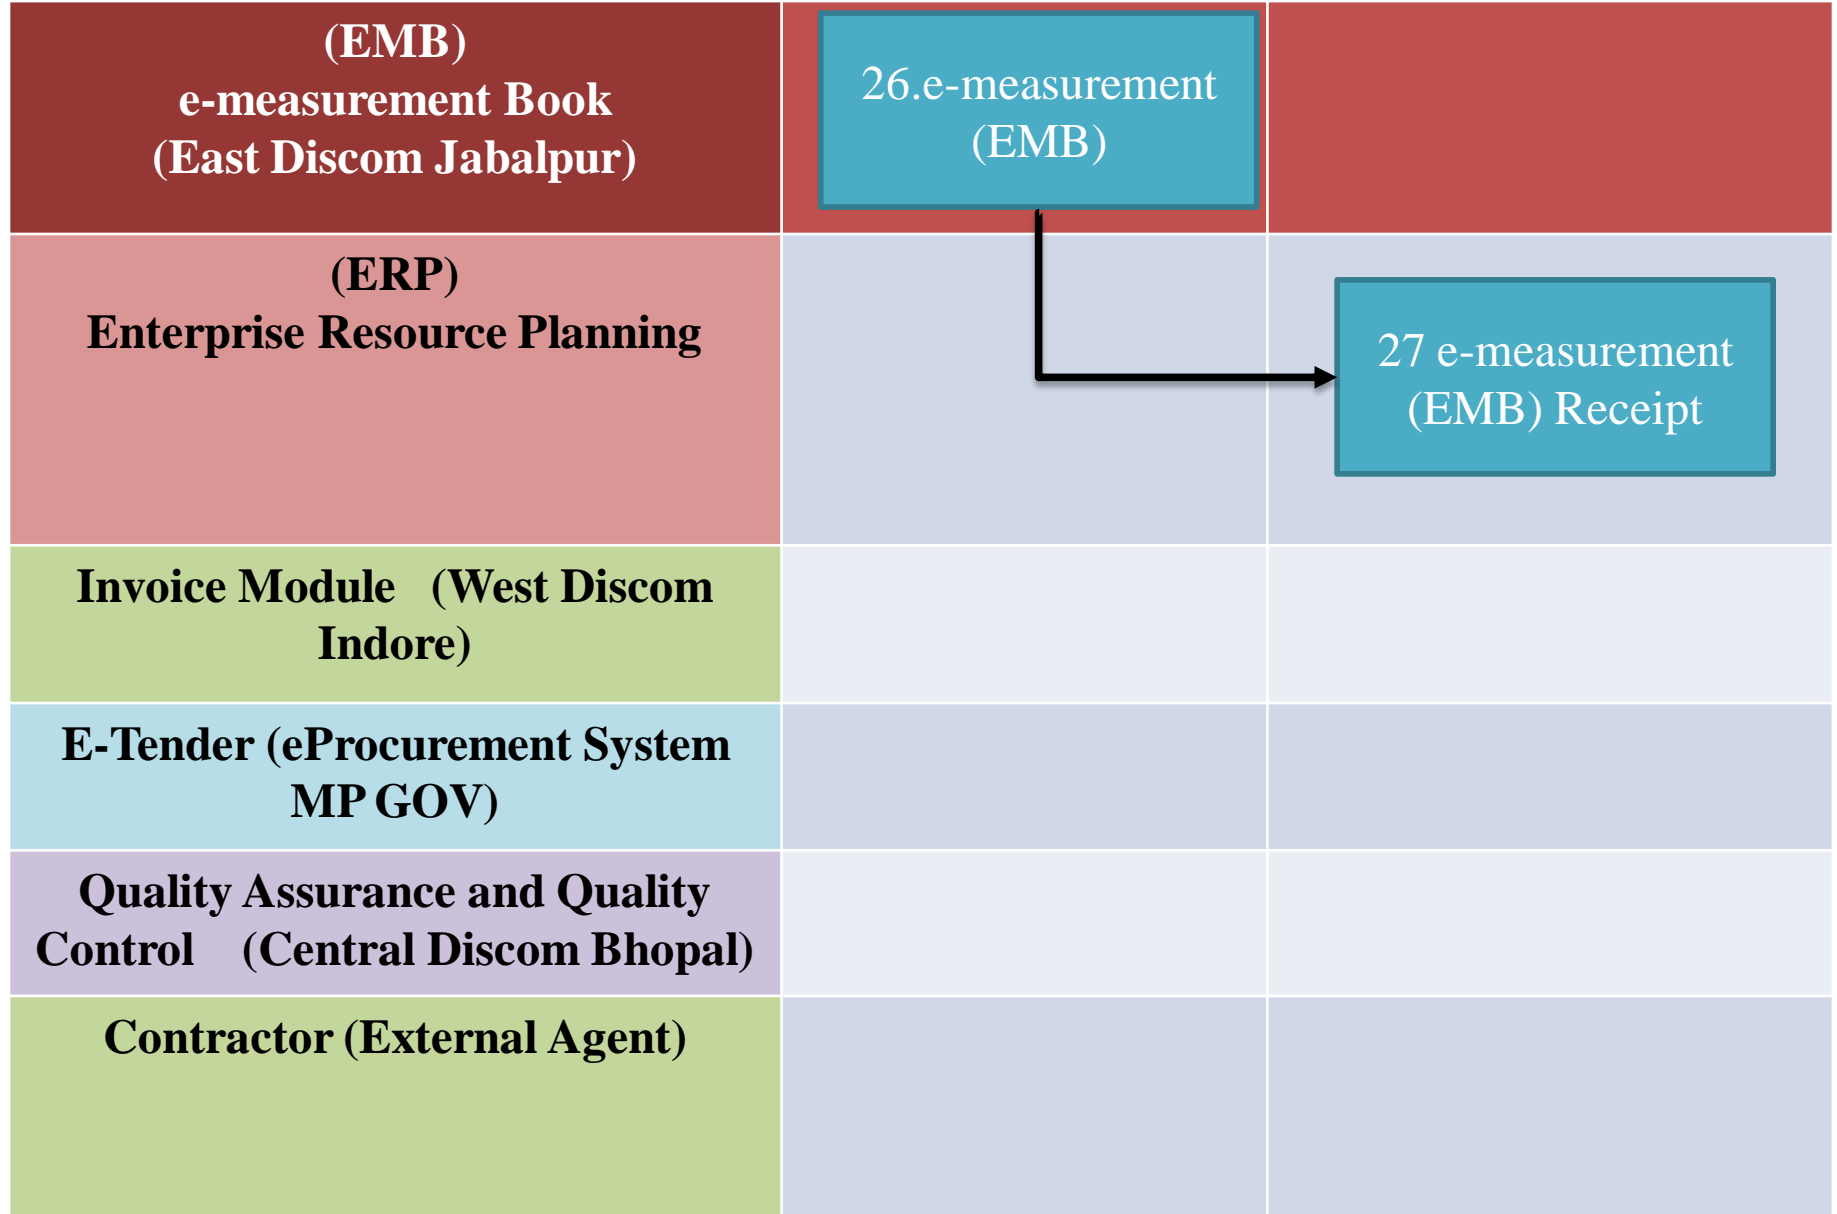 (EMB)
e-measurement Book
(East Discom Jabalpur)
26.e-measurement
(EMB)
(ERP)
Enterprise Resource Planning
27 e-measurement
(EMB) Receipt
Invoice Module (West Discom
Indore)
E-Tender (eProcurement System
MP GOV)
Quality Assurance and Quality
Control (Central Discom Bhopal)
Contractor (External Agent)